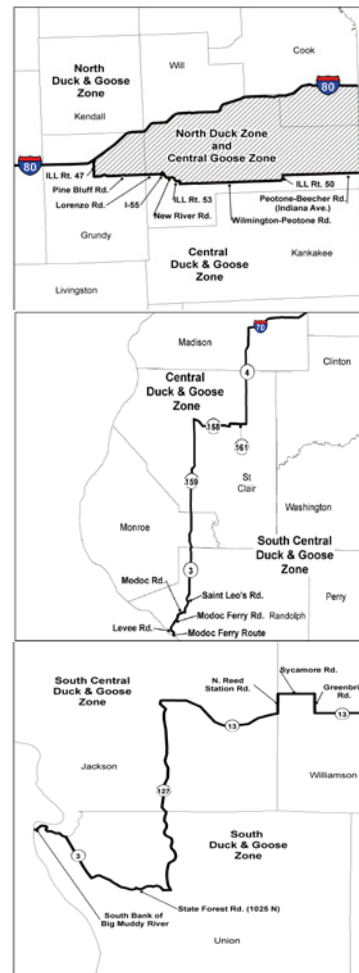 Cook
Will
North
Duck & Goose
Zone
Kendall
80
North Duck Zone
and
Central Goose Zone
80
ILL Rt. 47
Pine Bluff Rd.
Lorenzo Rd.
I-55
New River Rd.
ILL Rt. 53
ILL Rt. 50
Peotone-Beecher Rd.
(Indiana Ave.)
Wilmington-Peotone Rd.
Grundy
Central
Duck & Goose
Zone
Kankakee
Livingston
70
Madison
Clinton
Central
Duck & Goose
Zone
4
158
161
159
St
Clair
Washington
Monroe
South Central
Duck & Goose
Zone
3
Modoc Rd.
Saint Leo's Rd.
Perry
Modoc Ferry Rd.
Randolph
Levee Rd.
Modoc Ferry Route
South Central
Duck & Goose
Zone
N. Reed
Station Rd.
Sycamore Rd.
Rd.
13
13
Jackson
Williamson
127
South
Duck & Goose
Zone
3
State Forest Rd. (1025 N)
South Bank of
Big Muddy River
Union